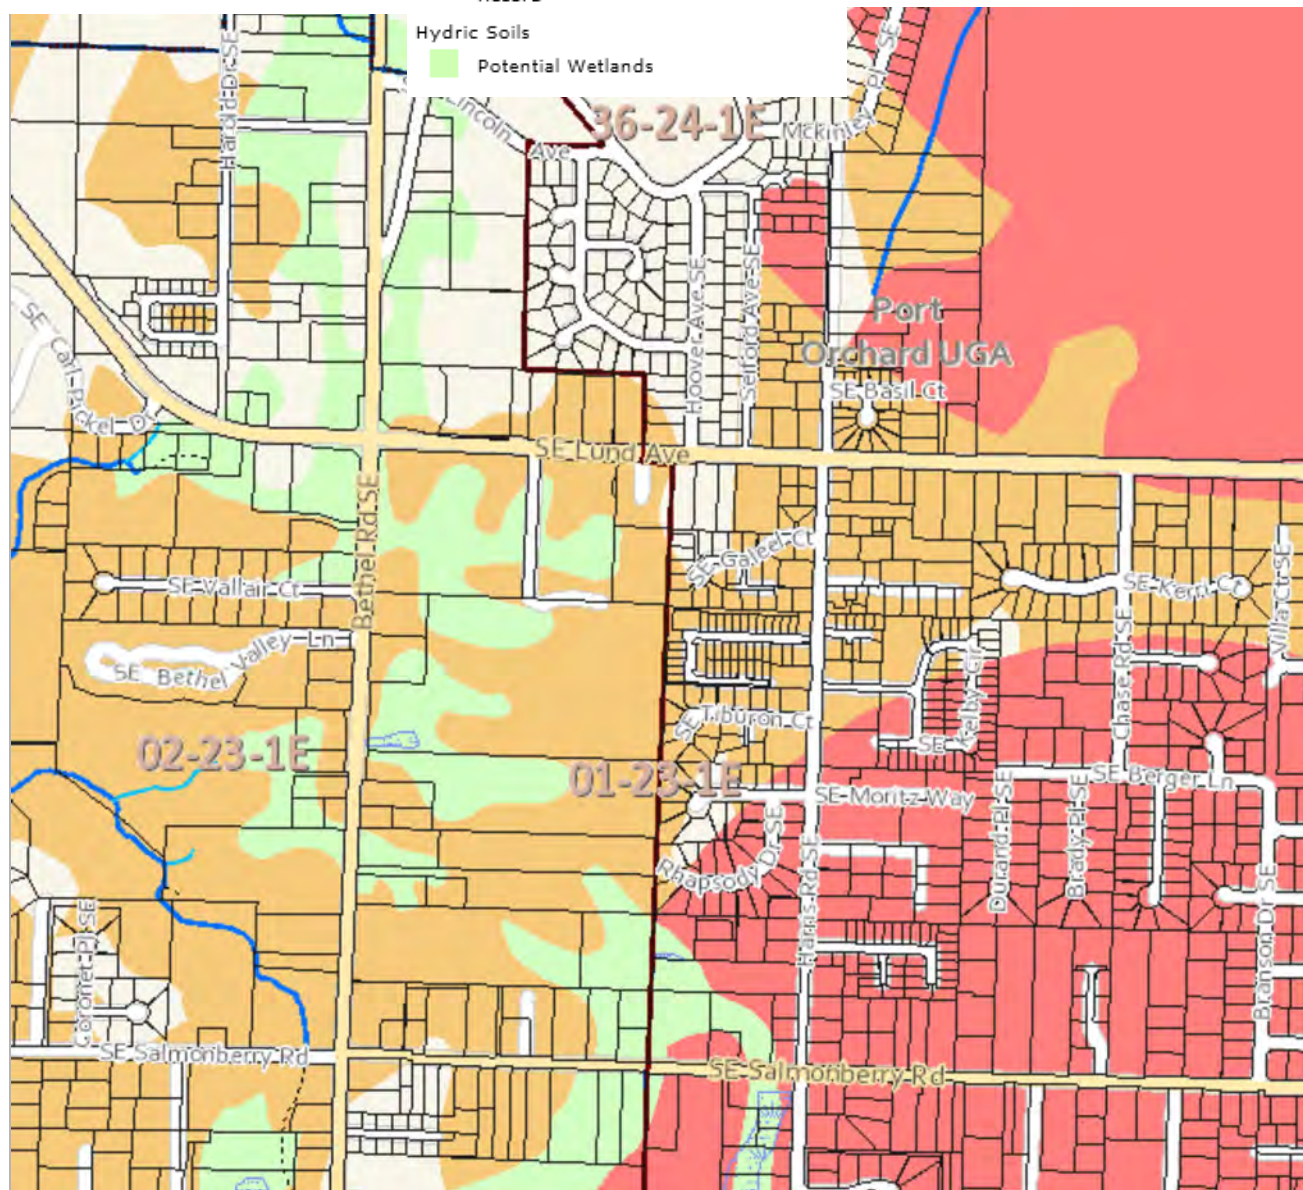 Hydric Soils
Potential Wetlands
36-24-1E
Mckinley Pl SE
Harold Dr SE
Lincoln Ave
SE Carl Pickel Dr
Hoover Ave SE
Selford Ave SE
Port
Orchard UGA
SE Basil Ct
SE Lund Ave
Bethel Rd SE
SE Galeel Ct
SE Vallair Ct
SE Kerri Ct
Villa Ct SE
SE Bethel Valley Ln
Chase Rd SE
SE Kelby Cir
SE Tiburon Ct
02-23-1E
01-23-1E
SE Moritz Way
SE Berger Ln
Durand Pl SE
Brady Pl SE
Rhapsody Dr SE
Harris Rd SE
Branson Dr SE
Coronet Pl SE
SE Salmonberry Rd
SE Salmonberry Rd